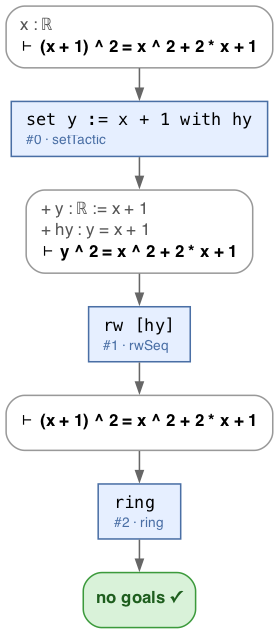 x : ℝ
⊢ (x + 1) ^ 2 = x ^ 2 + 2 * x + 1
set y := x + 1 with hy
#0 · setTactic
+ y : ℝ := x + 1
+ hy : y = x + 1
⊢ y ^ 2 = x ^ 2 + 2 * x + 1
rw [hy]
#1 · rwSeq
⊢ (x + 1) ^ 2 = x ^ 2 + 2 * x + 1
ring
#2 · ring
no goals ✓